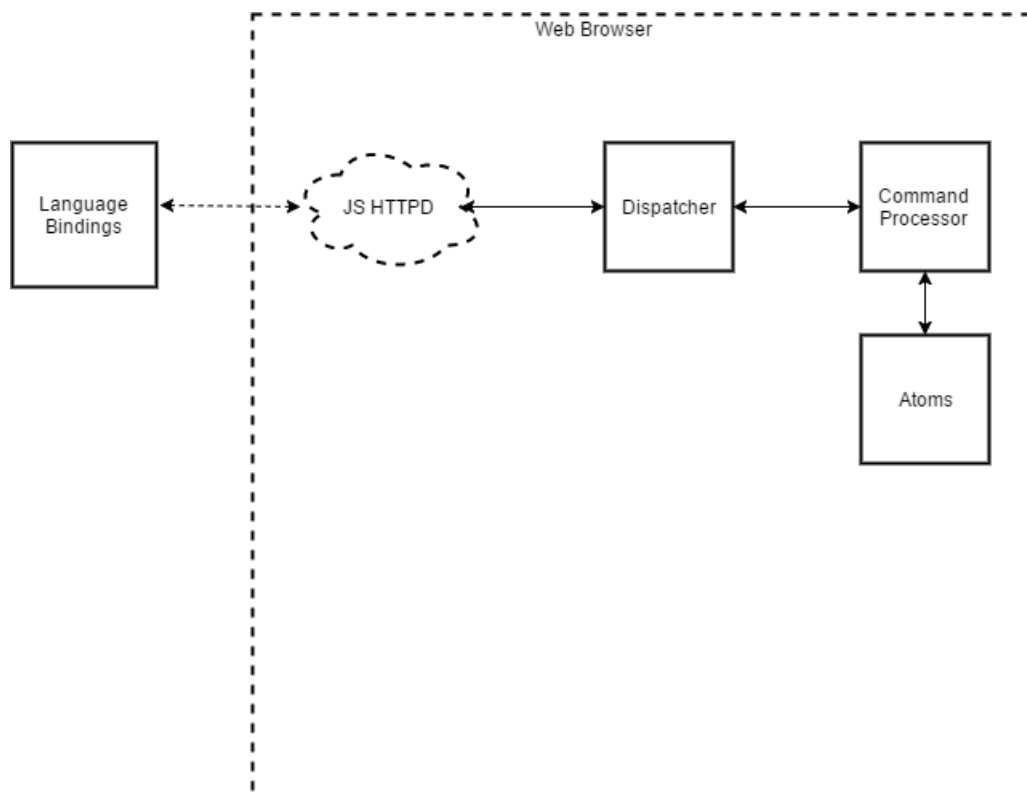 Web Browser
Language
Bindings
JS HTTPD
Dispatcher
Command
Processor
Atoms